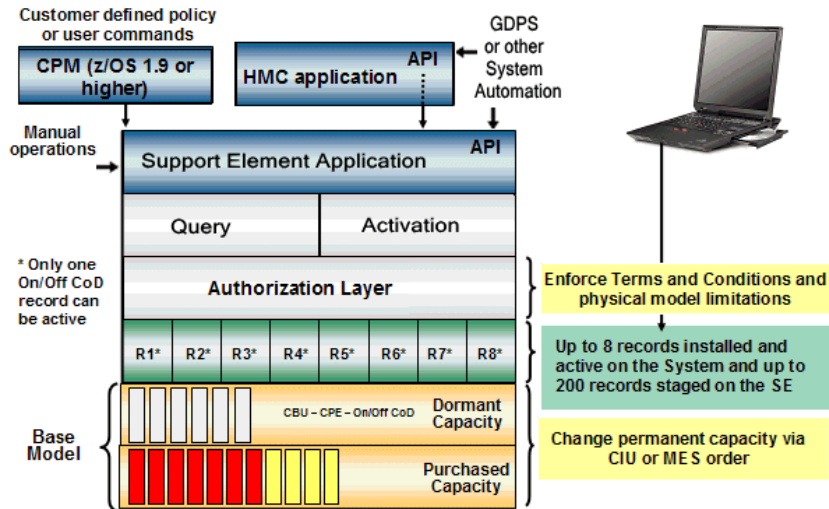 Customer defined policy
or user commands
CPM (z/OS 1.9 or
higher)
API
HMC application
GDPS
or other
System
Automation
Manual
operations
API
Support Element Application
Query
Activation
* Only one
On/Off CoD
record can
be active
Authorization Layer
Enforce Terms and Conditions and
physical model limitations
R1*
R2*
R3*
R4*
R5*
R6*
R7*
R8*
Up to 8 records installed and
active on the System and up to
200 records staged on the SE
Base
Model
CBU – CPE – On/Off CoD
Dormant
Capacity
Purchased
Capacity
Change permanent capacity via
CIU or MES order